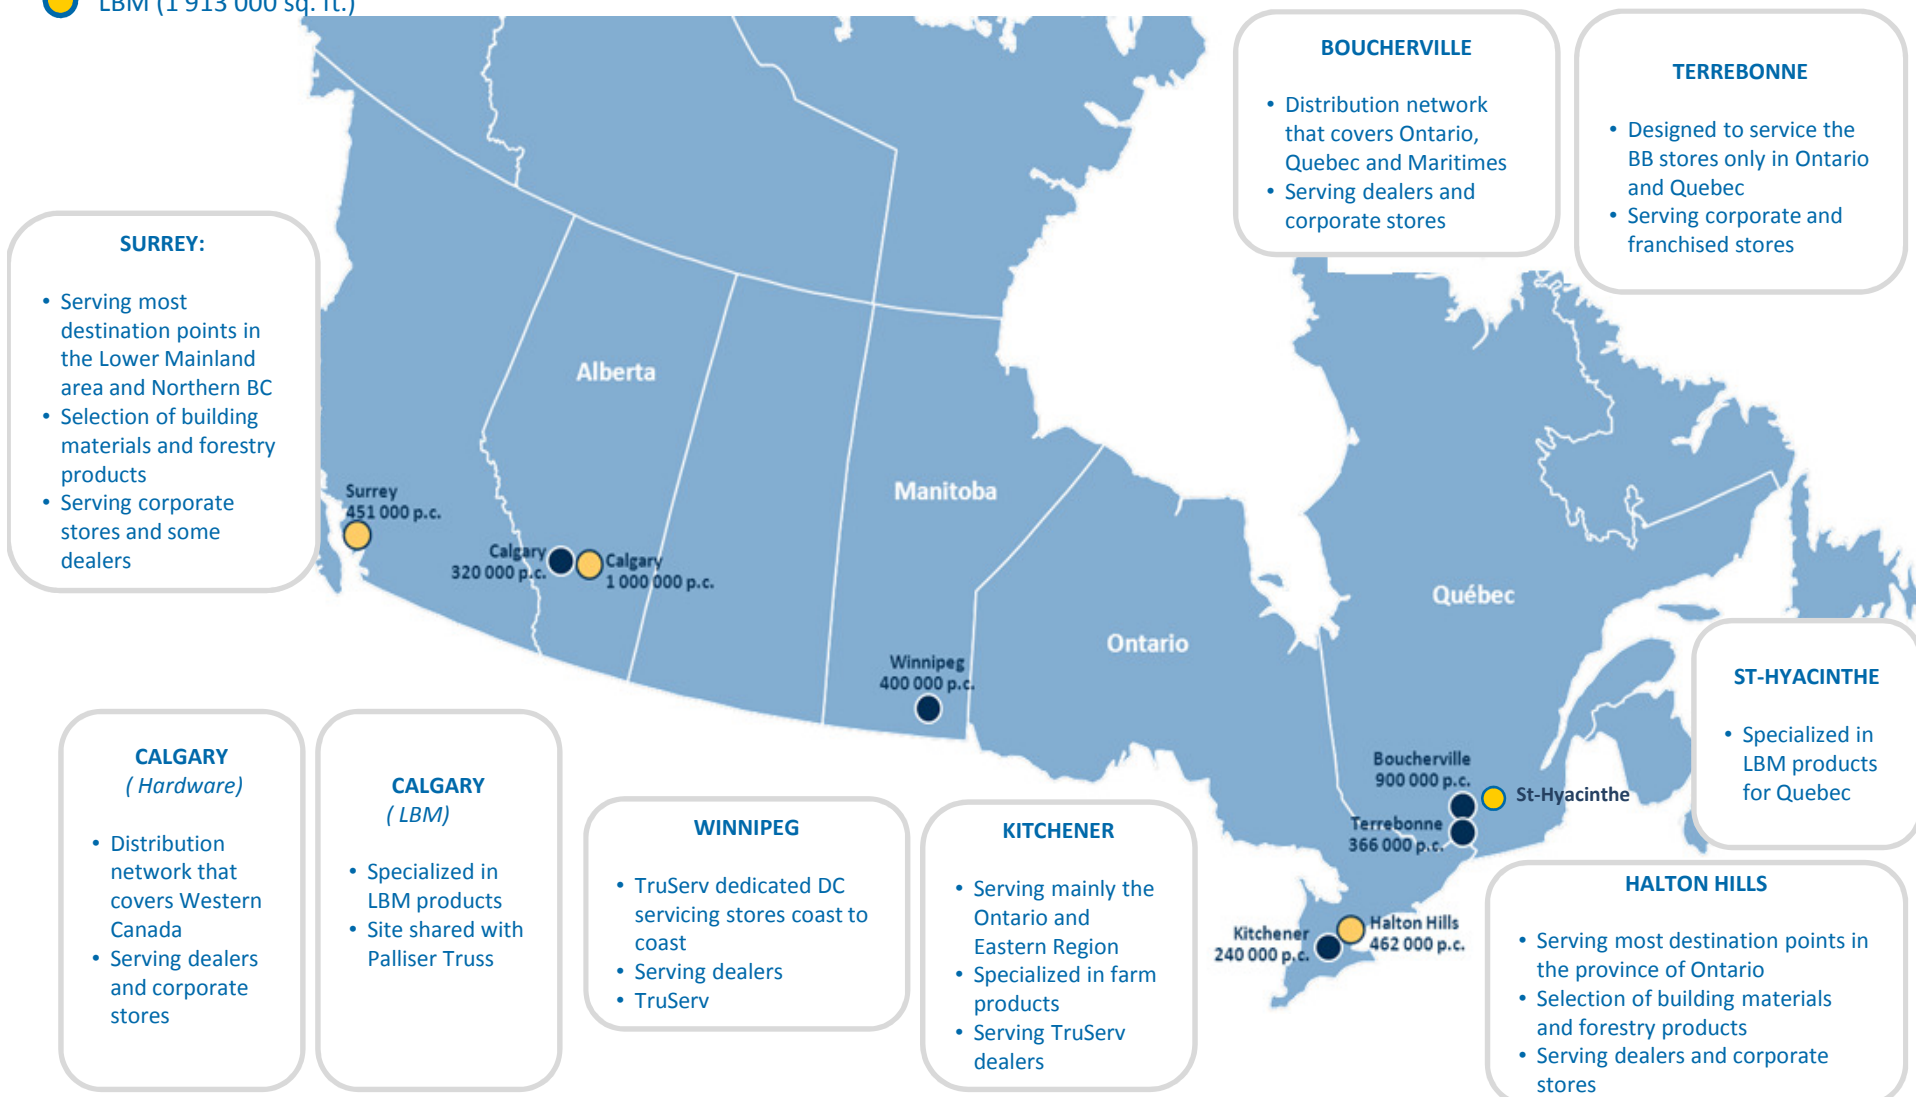 LBM (1 913 000 sq. ft.)
BOUCHERVILLE
• Distribution network
that covers Ontario,
Quebec and Maritimes
• Serving dealers and
corporate stores
TERREBONNE
• Designed to service the
BB stores only in Ontario
and Quebec
• Serving corporate and
franchised stores
SURREY:
• Serving most
destination points in
the Lower Mainland
area and Northern BC
• Selection of building
materials and forestry
products
• Serving corporate
stores and some
dealers
Alberta
Manitoba
Ontario
Québec
Surrey
451 000 p.c.
Calgary
320 000 p.c.
Calgary
1 000 000 p.c.
Winnipeg
400 000 p.c.
Boucherville
900 000 p.c.
St-Hyacinthe
Terrebonne
366 000 p.c.
Kitchener
240 000 p.c.
Halton Hills
462 000 p.c.
ST-HYACINTHE
• Specialized in
LBM products
for Quebec
CALGARY
( Hardware)
• Distribution
network that
covers Western
Canada
• Serving dealers
and corporate
stores
CALGARY
( LBM)
• Specialized in
LBM products
• Site shared with
Palliser Truss
WINNIPEG
• TruServ dedicated DC
servicing stores coast to
coast
• Serving dealers
• TruServ
KITCHENER
• Serving mainly the
Ontario and
Eastern Region
• Specialized in farm
products
• Serving TruServ
dealers
HALTON HILLS
• Serving most destination points in
the province of Ontario
• Selection of building materials
and forestry products
• Serving dealers and corporate
stores